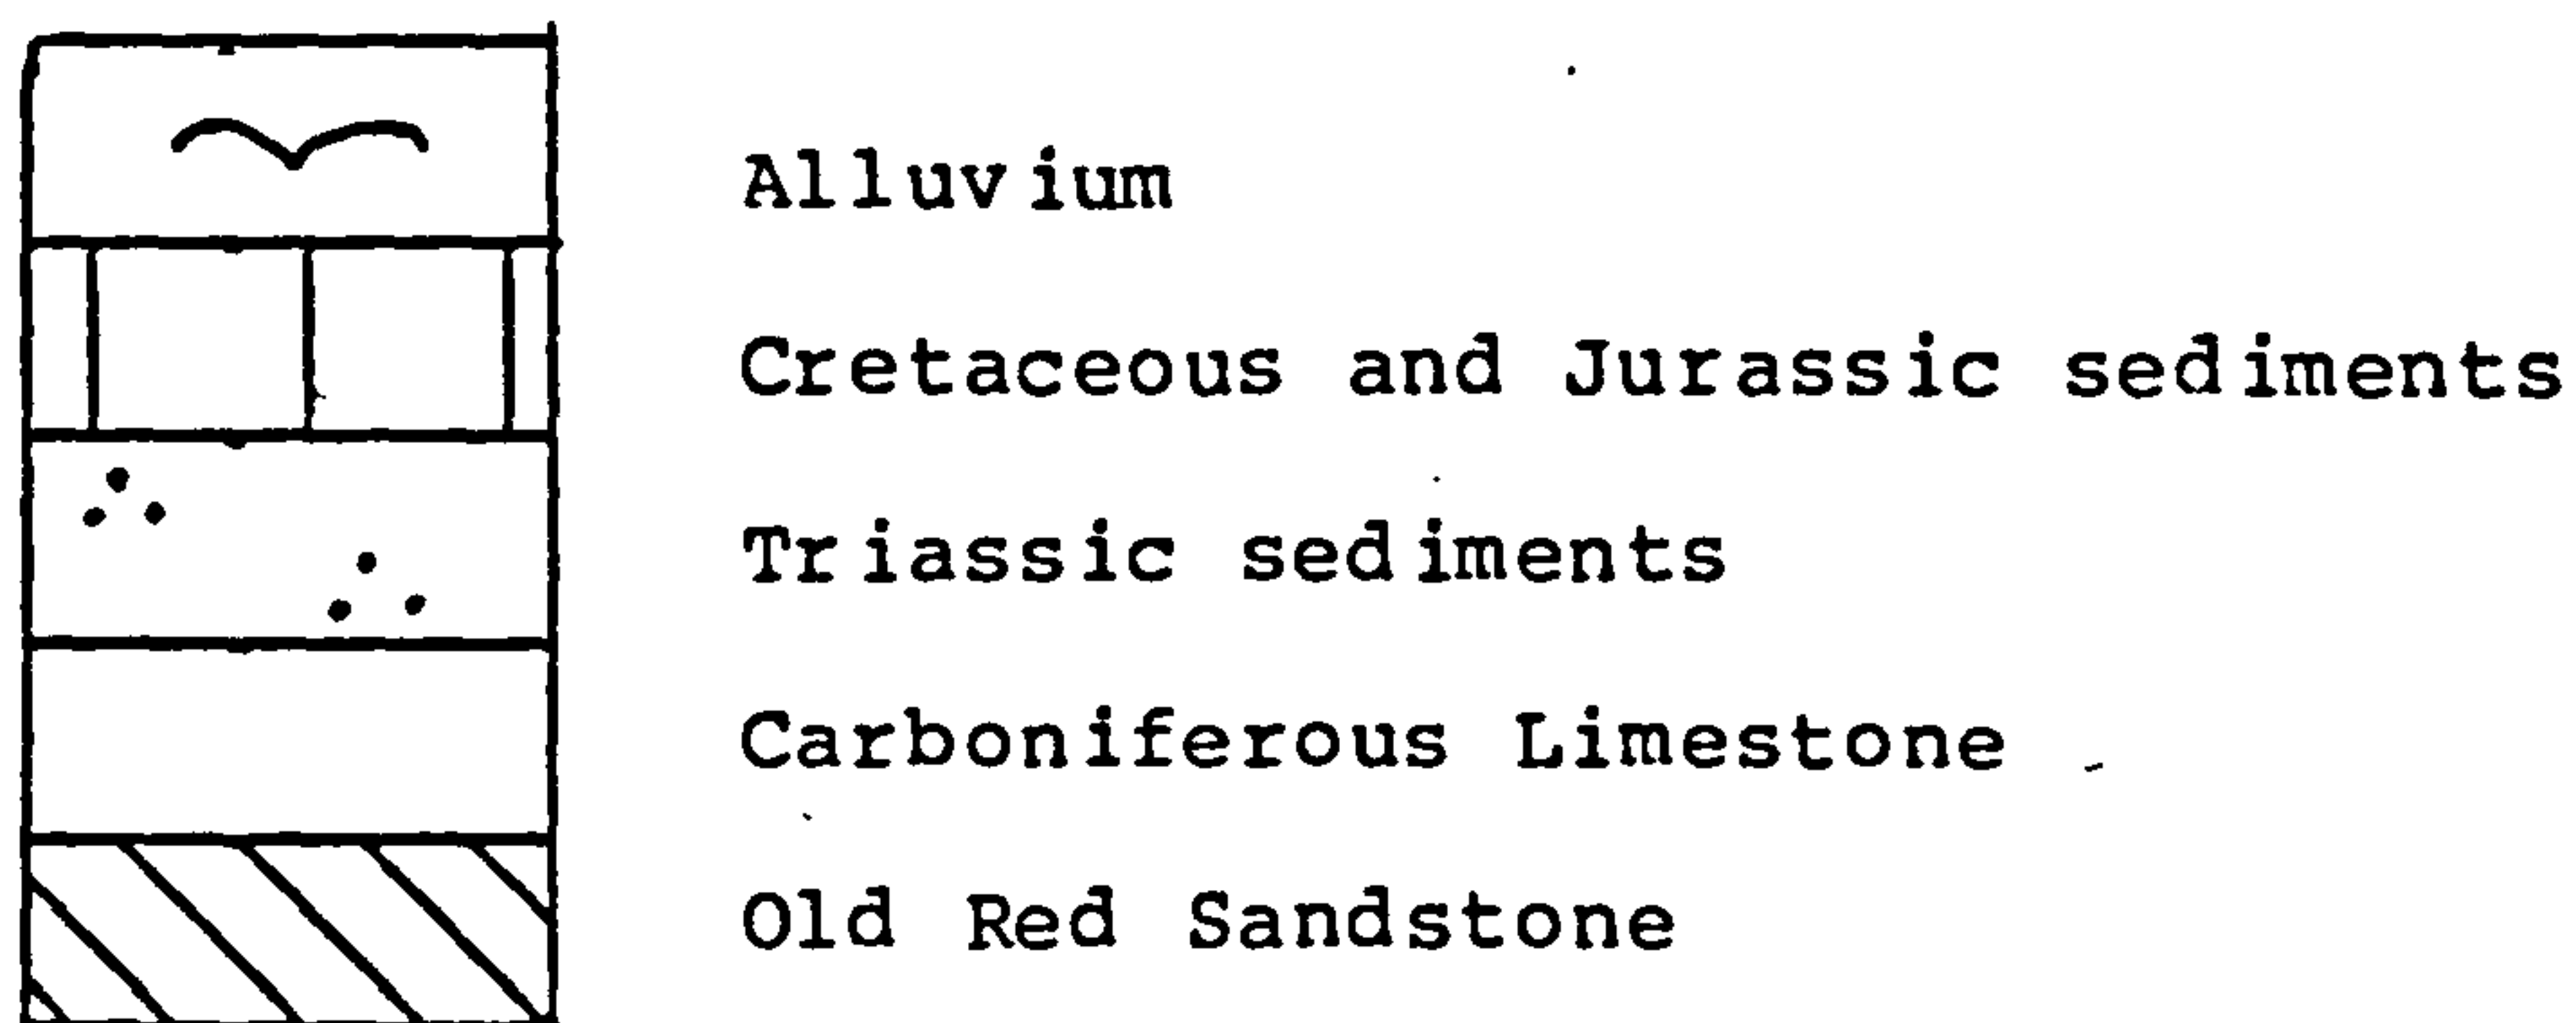 Alluvium
Cretaceous and Jurassic sediments
Triassic sediments
Carboniferous Limestone
Old Red Sandstone